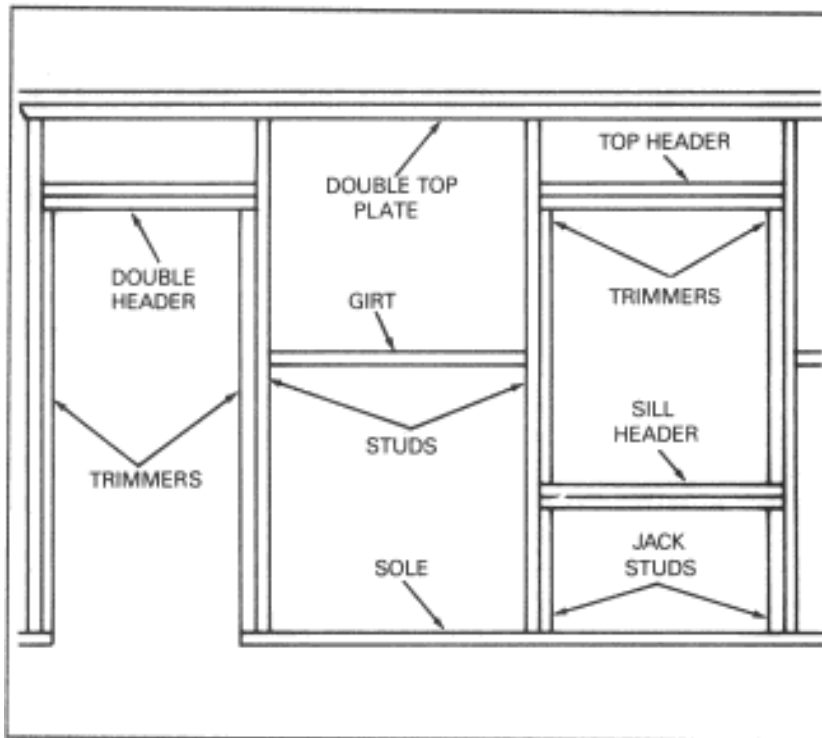 TOP HEADER
DOUBLE TOP
PLATE
DOUBLE
HEADER
GIRT
TRIMMERS
SILL
HEADER
STUDS
TRIMMERS
JACK
STUDS
SOLE